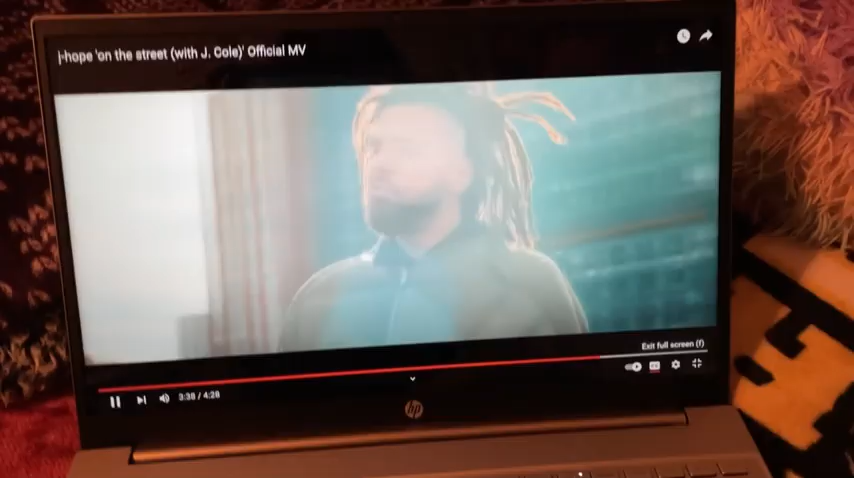 j-hope 'on the street (with J. Cole)' Official MV
Exit full screen (f)
3:38 / 4:28
hp